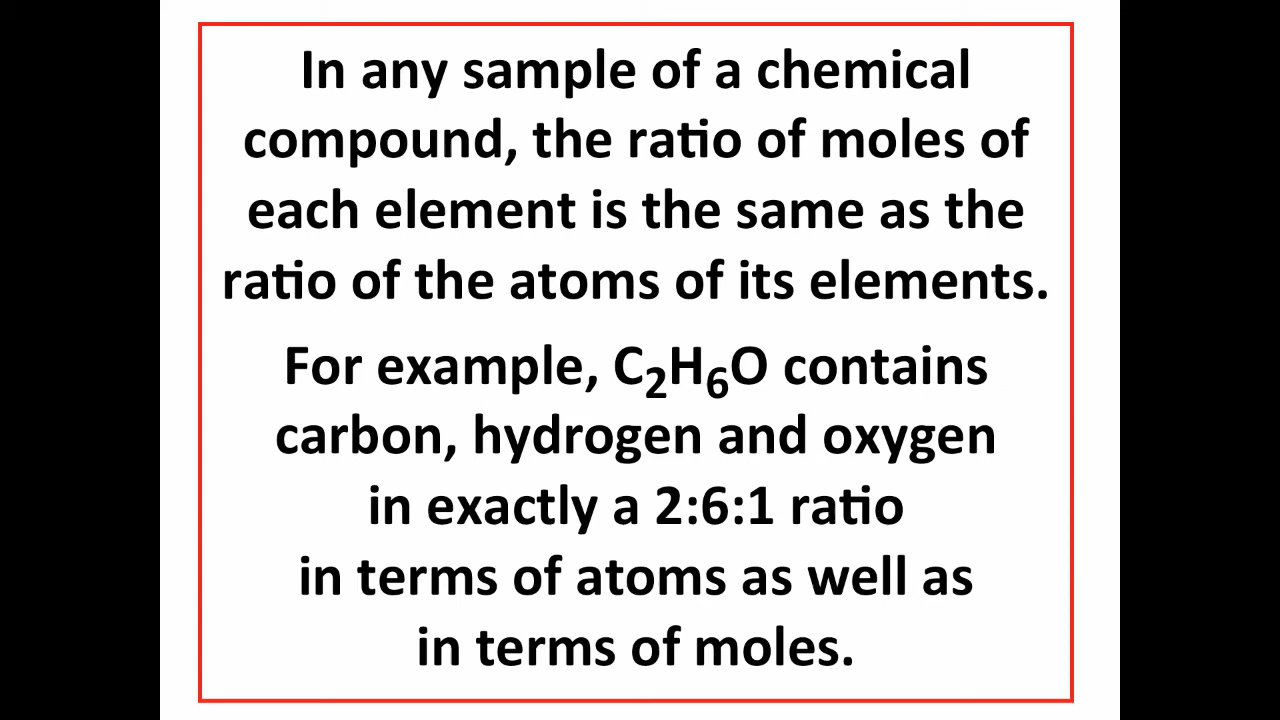 In any sample of a chemical
compound, the ratio of moles of
each element is the same as the
ratio of the atoms of its elements.
For example, C₂H₆O contains
carbon, hydrogen and oxygen
in exactly a 2:6:1 ratio
in terms of atoms as well as
in terms of moles.